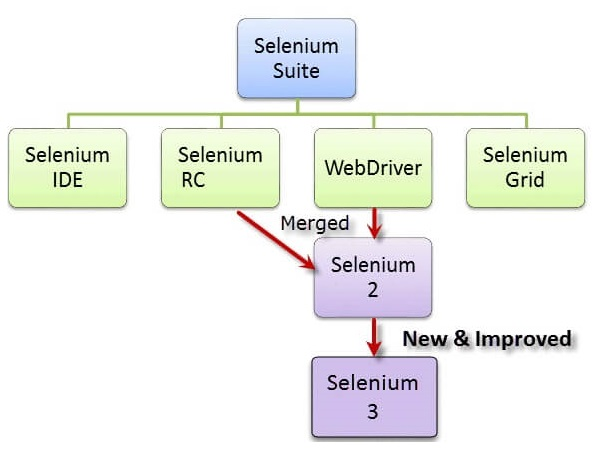 Selenium
Suite
Selenium
IDE
Selenium
RC
WebDriver
Selenium
Grid
Merged
Selenium
2
New & Improved
Selenium
3